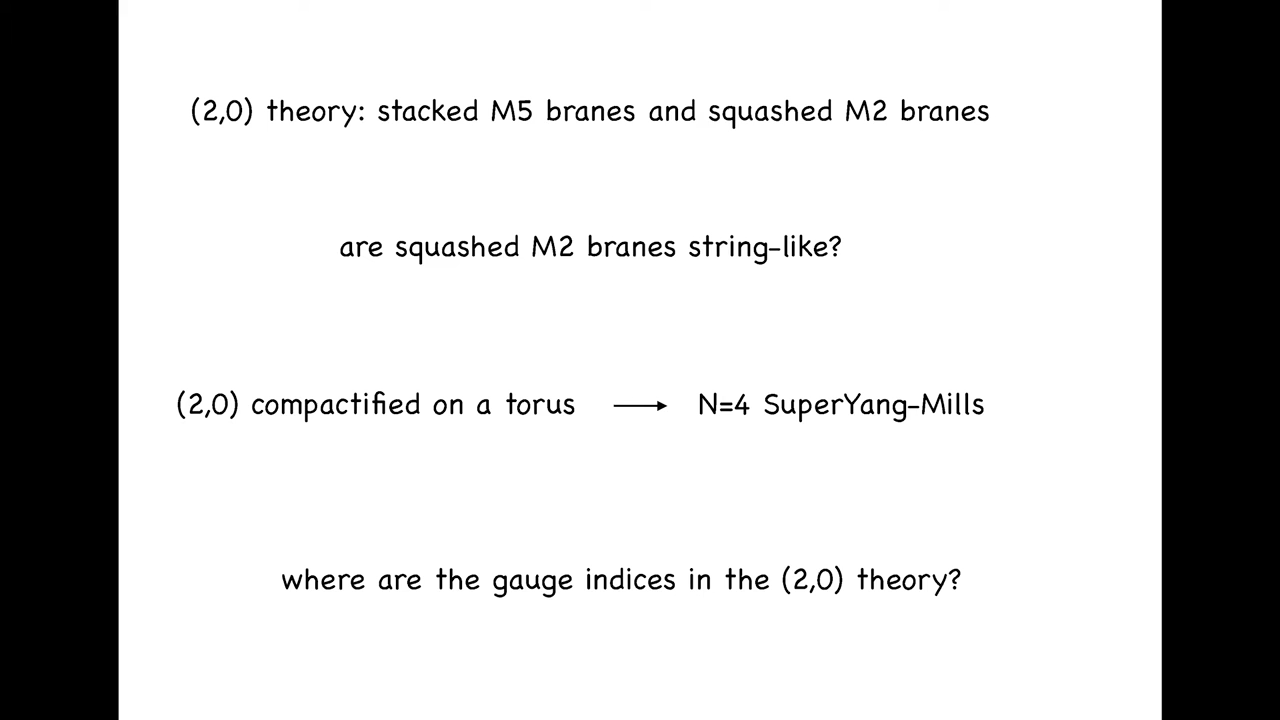 (2,0) theory: stacked M5 branes and squashed M2 branes
are squashed M2 branes string-like?
(2,0) compactified on a torus → N=4 SuperYang-Mills
where are the gauge indices in the (2,0) theory?